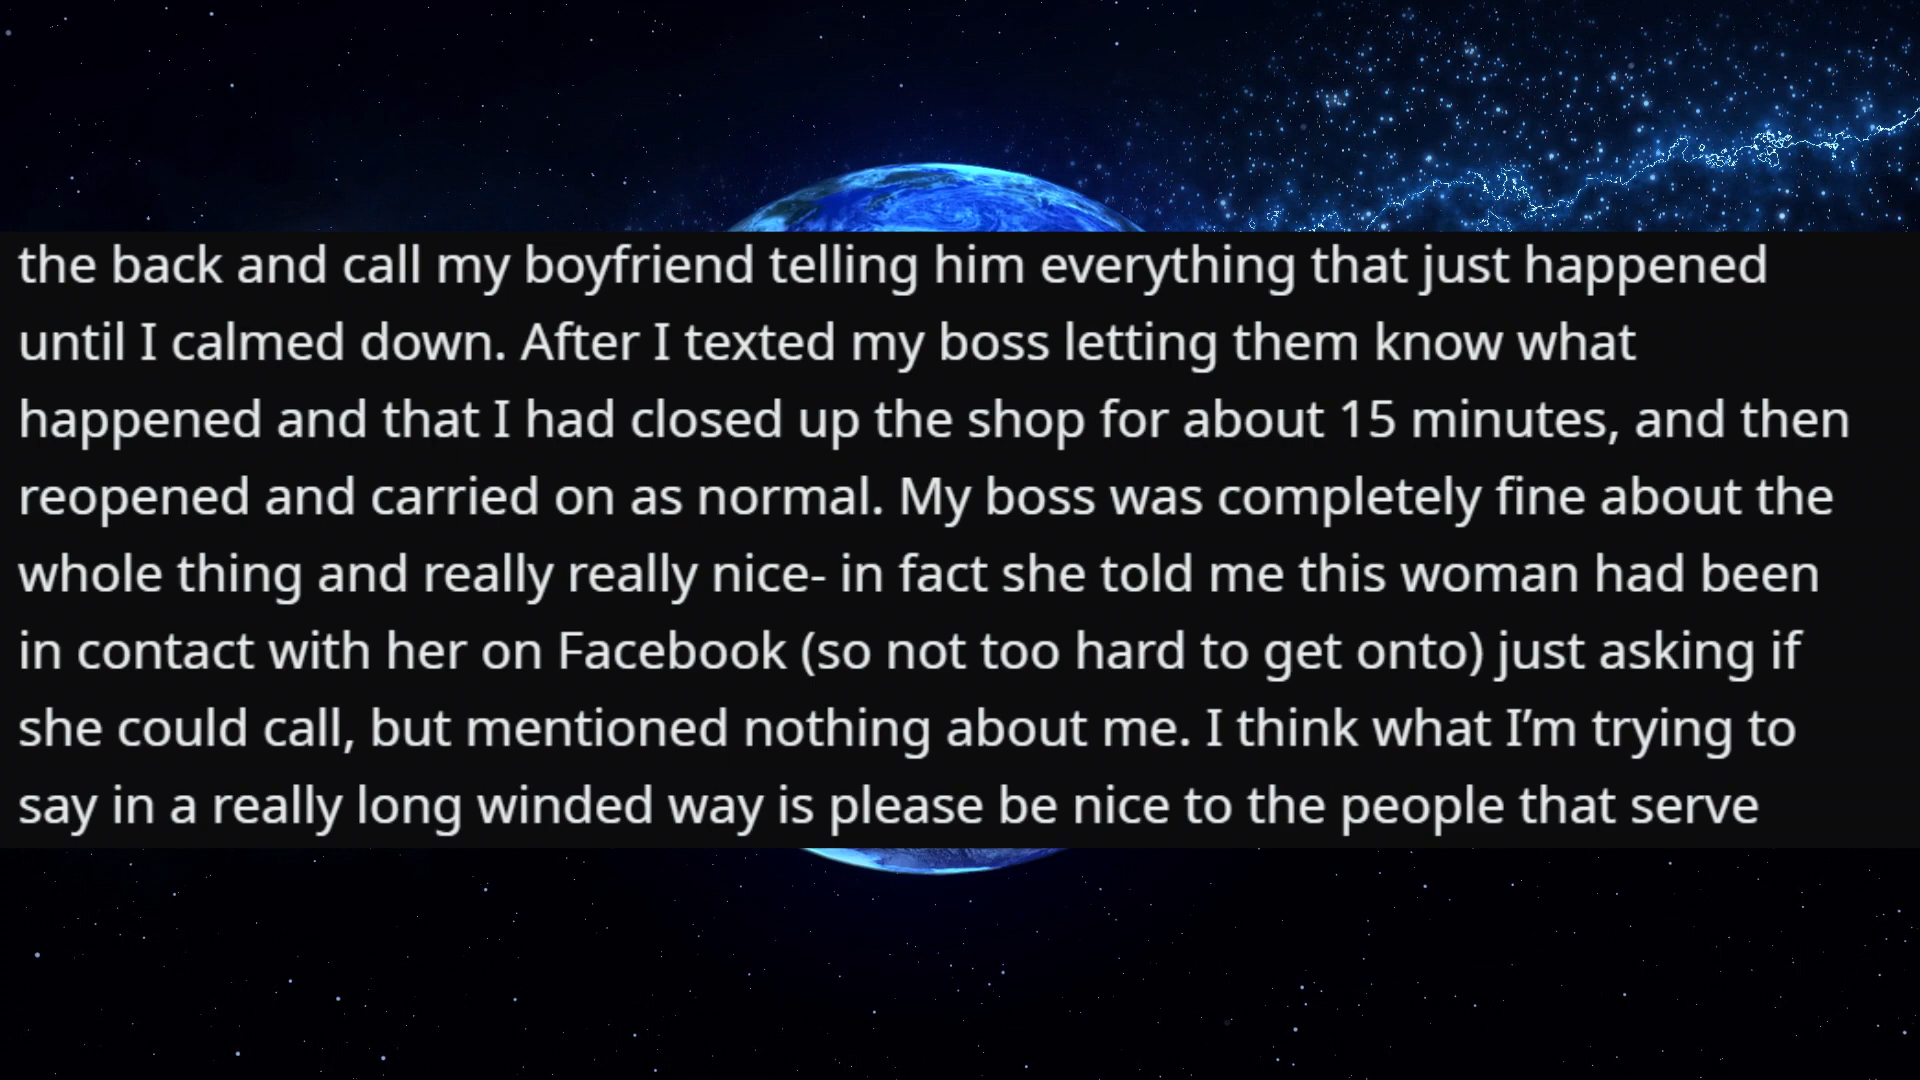 the back and call my boyfriend telling him everything that just happened
until I calmed down. After I texted my boss letting them know what
happened and that I had closed up the shop for about 15 minutes, and then
reopened and carried on as normal. My boss was completely fine about the
whole thing and really really nice- in fact she told me this woman had been
in contact with her on Facebook (so not too hard to get onto) just asking if
she could call, but mentioned nothing about me. I think what I’m trying to
say in a really long winded way is please be nice to the people that serve